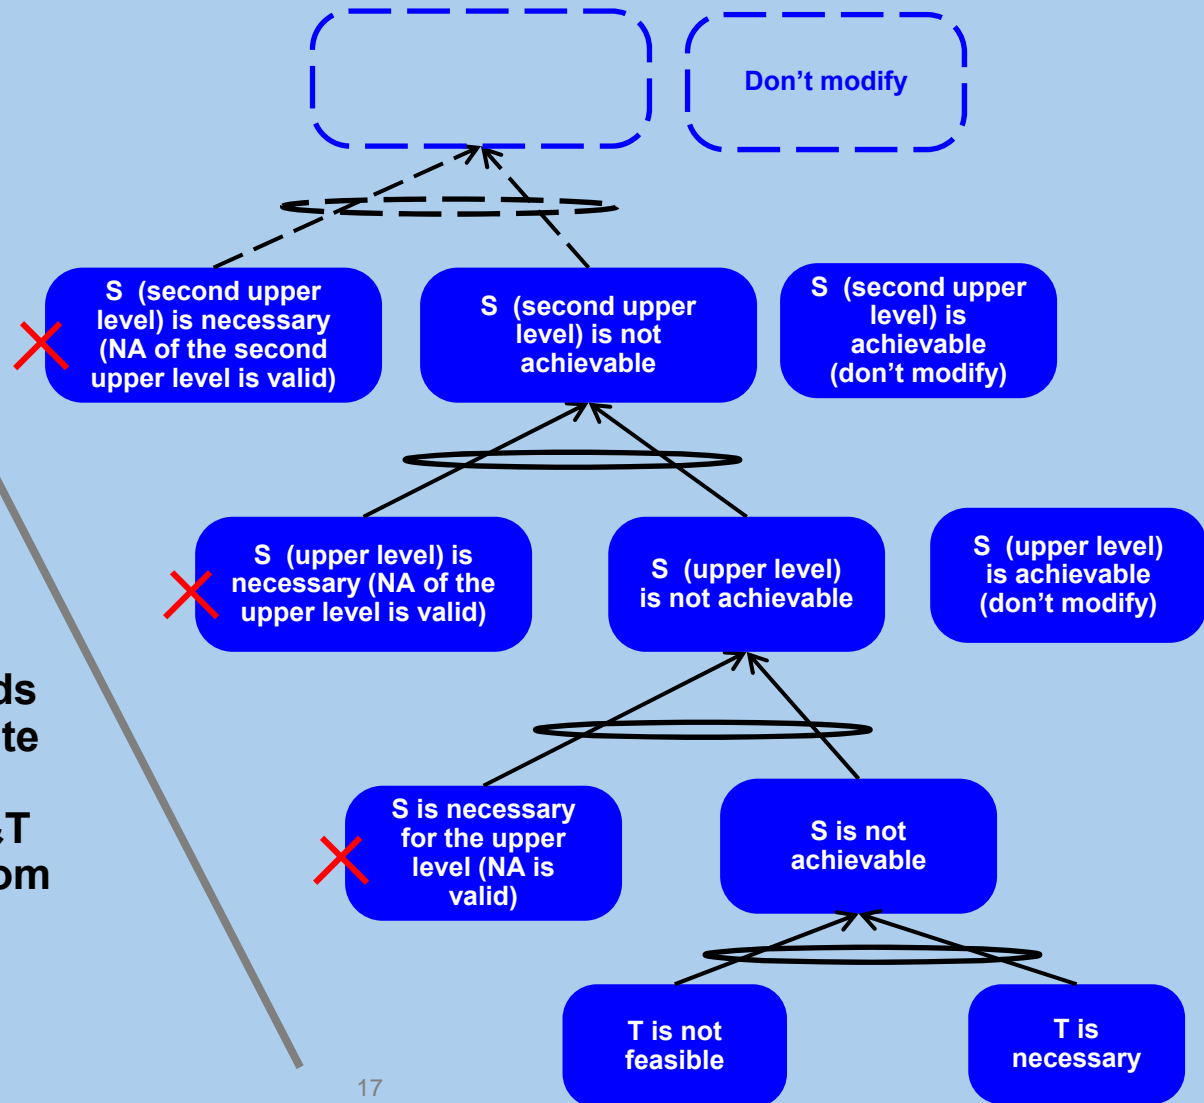 Don’t modify
S (second upper
level) is necessary
(NA of the second
upper level is valid)
S (second upper
level) is not
achievable
S (second upper
level) is
achievable
(don’t modify)
S (upper level) is
necessary (NA of the
upper level is valid)
S (upper level)
is not achievable
S (upper level)
is achievable
(don’t modify)
ds
te
&T
om
S is necessary
for the upper
level (NA is
valid)
S is not
achievable
T is not
feasible
T is
necessary
17